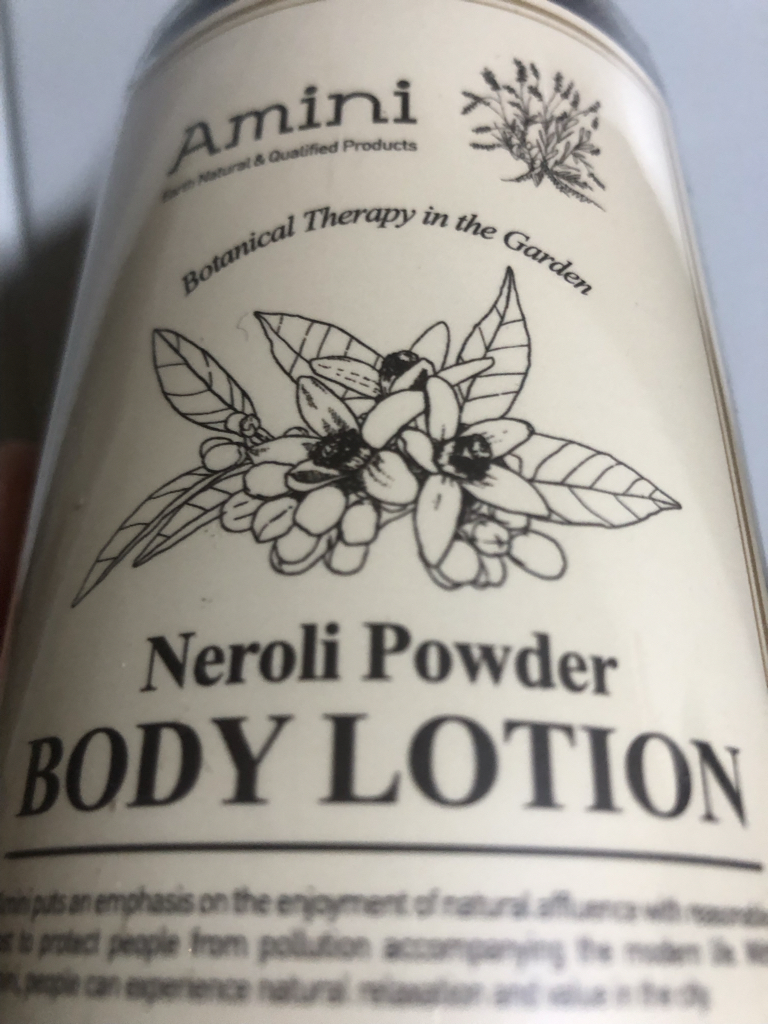 Amini
Earth Natural & Qualified Products
Botanical Therapy in the Garden
Neroli Powder
BODY LOTION
puts an emphasis on the enjoyment of natural affluence with
to protect people from pollution accompanying the modern life.
people can experience natural relaxation and value in the city.